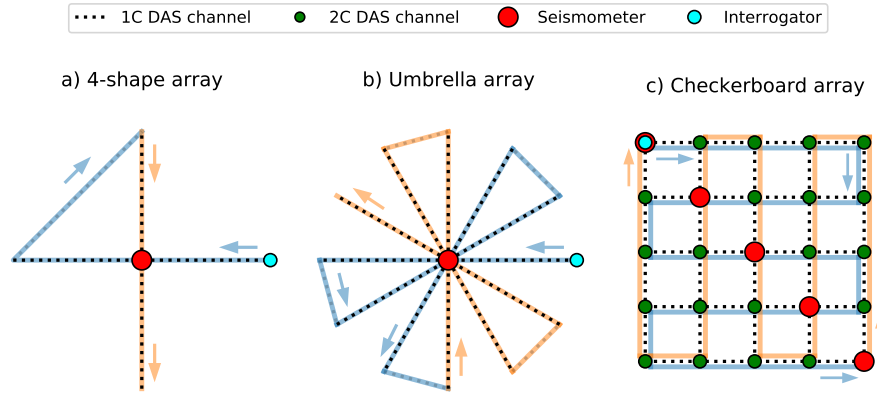 1C DAS channel 2C DAS channel Seismometer Interrogator
a) 4-shape array b) Umbrella array c) Checkerboard array